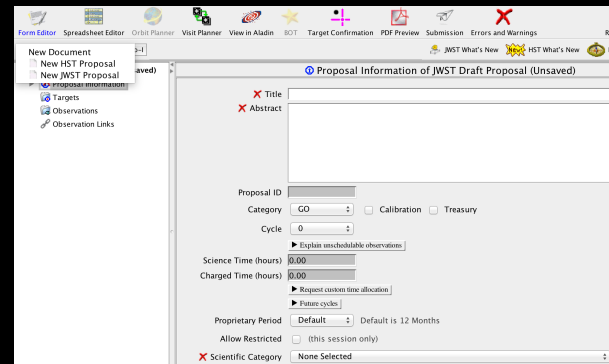 Form Editor Spreadsheet Editor Orbit Planner Visit Planner View in Aladin BOT Target Confirmation PDF Preview Submission Errors and Warnings R
JWST What's New New HST What's New
New Document
New HST Proposal
New JWST Proposal
aved)
Proposal Information
Targets
Observations
Observation Links
Proposal Information of JWST Draft Proposal (Unsaved)
Title
Abstract
Proposal ID
Category GO Calibration Treasury
Cycle 0
Explain unschedulable observations
Science Time (hours) 0.00
Charged Time (hours) 0.00
Request custom time allocation
Future cycles
Proprietary Period Default Default is 12 Months
Allow Restricted (this session only)
Scientific Category None Selected